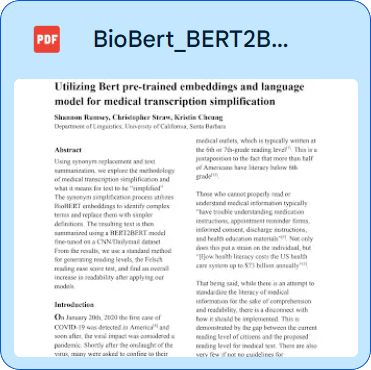 PDF
BioBert_BERT2B...
Utilizing Bert pre-trained embeddings and language
model for medical transcription simplification
Shannon Ramsey, Christopher Straw, Kristin Cheung
Department of Linguistics, University of California, Santa Barbara
Abstract
Using synonym replacement and text
summarization, we explore the methodology
of medical transcription simplification and
what it means for text to be "simplified"
The synonym simplification process utilizes
BioBERT embeddings to identify complex
terms and replace them with simpler
definitions. The resulting text is then
summarized using a BERT2BERT model
fine-tuned on a CNN/Dailymail dataset
From the results, we use a standard method
for generating reading levels, the Felsch
reading ease score test, and find an overall
increase in readability after applying our
models.
Introduction
On January 20th, 2020 the first case of
COVID-19 was detected in America and
soon after, the viral impact was considered a
pandemic. Shortly after the onslaught of the
virus, many were asked to confine to their
medical outlets, which is typically written at
the 6th or 7th-grade reading level. This is a
juxtaposition to the fact that more than half
of Americans have literacy below 6th
grade
Those who cannot properly read or
understand medical information typically
"have trouble understanding medication
instructions, appointment reminder forms,
informed consent, discharge instructions,
and health education materials". Not only
does this put a strain on the individual, but
"[l]ow health literacy costs the US health
care system up to $73 billion annually"
That being said, while there is an attempt to
standardize the literacy of medical
information for the sake of comprehension
and readability, there is a disconnect with
how it should be implemented. This is
demonstrated by the gap between the current
reading level of citizens and the proposed
reading level for medical text. There are also
very few if no guidelines for